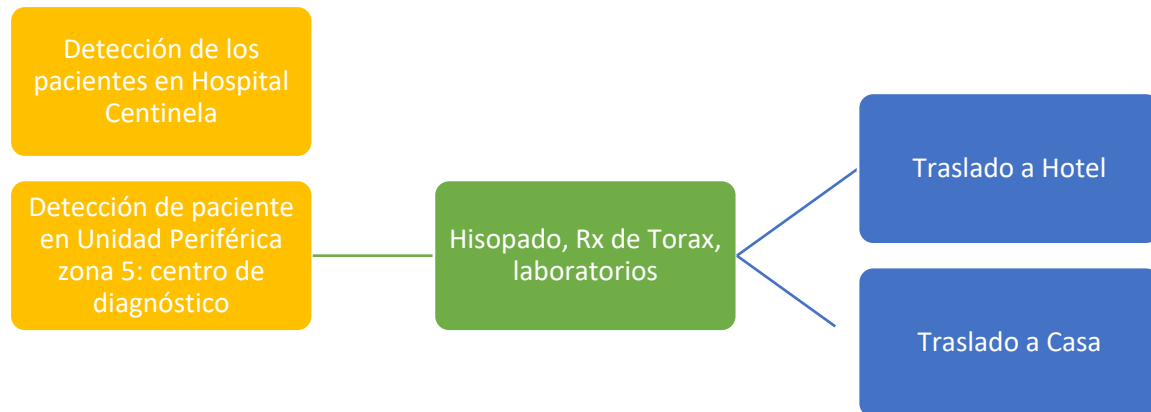 Detección de los
pacientes en Hospital
Centinela
Detección de paciente
en Unidad Periférica
zona 5: centro de
diagnóstico
Hisopado, Rx de Torax,
laboratorios
Traslado a Hotel
Traslado a Casa